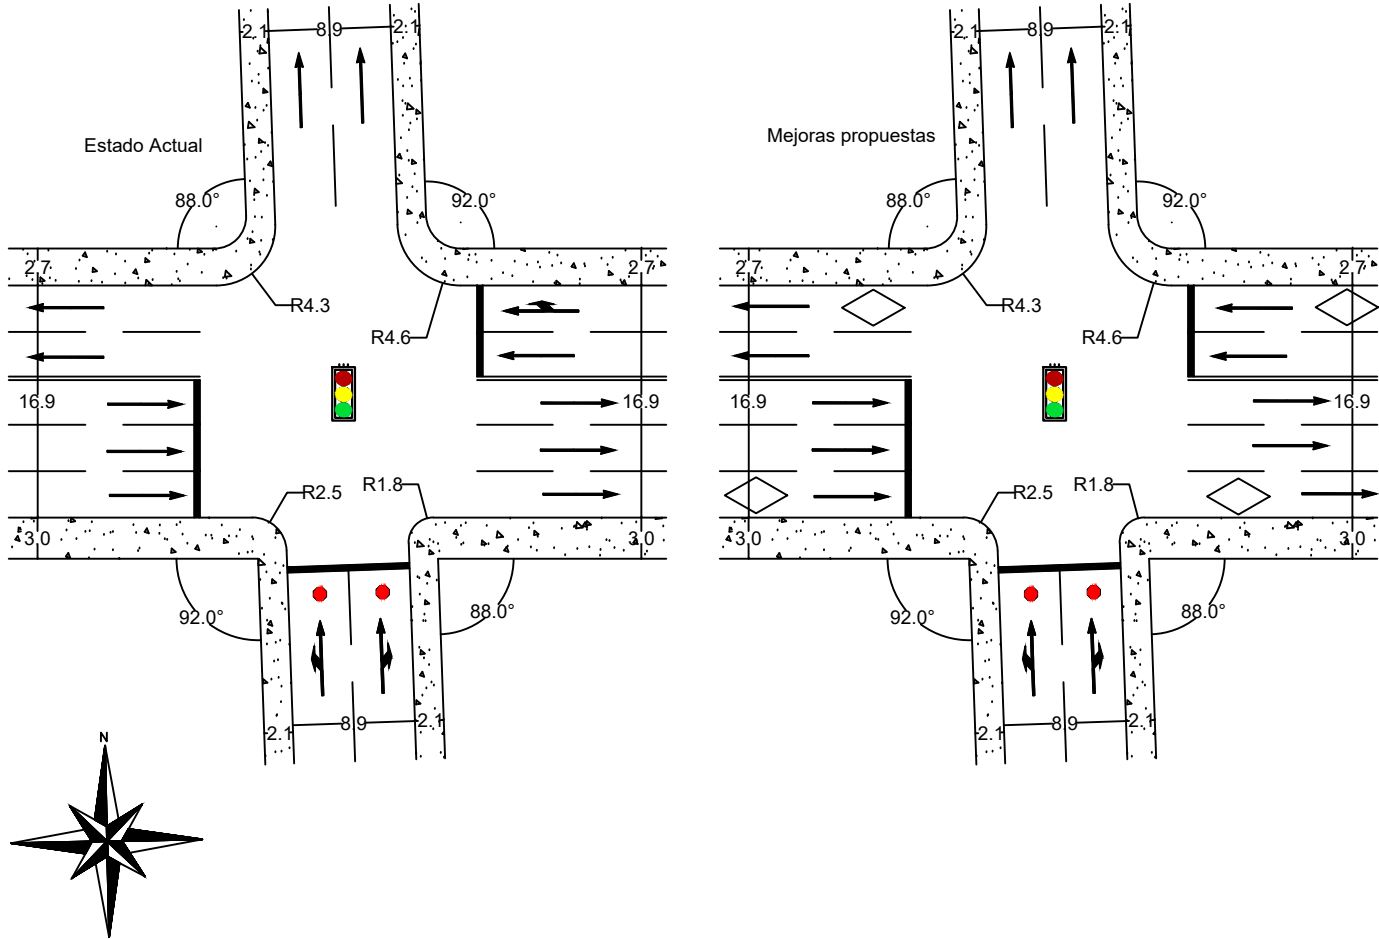 2.1 8.9 2.1
Estado Actual
88.0° 92.0°
2.7 2.7
R4.3
R4.6
16.9 16.9
R2.5 R1.8
3.0 3.0
92.0° 88.0°
2.1 8.9 2.1
N
2.1 8.9 2.1
Mejoras propuestas
88.0° 92.0°
2.7 2.7
R4.3
R4.6
16.9 16.9
R2.5 R1.8
3.0 3.0
92.0° 88.0°
2.1 8.9 2.1